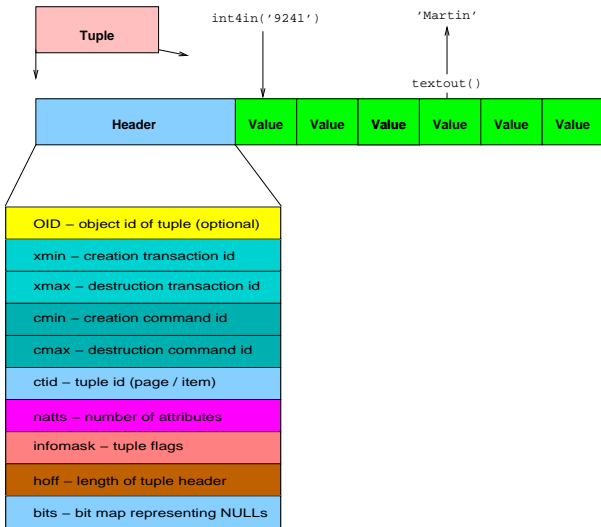 int4in('9241')
'Martin'
Tuple
textout()
Header
Value
Value
Value
Value
Value
Value
OID – object id of tuple (optional)
xmin – creation transaction id
xmax – destruction transaction id
cmin – creation command id
cmax – destruction command id
ctid – tuple id (page / item)
natts – number of attributes
infomask – tuple flags
hoff – length of tuple header
bits – bit map representing NULLs